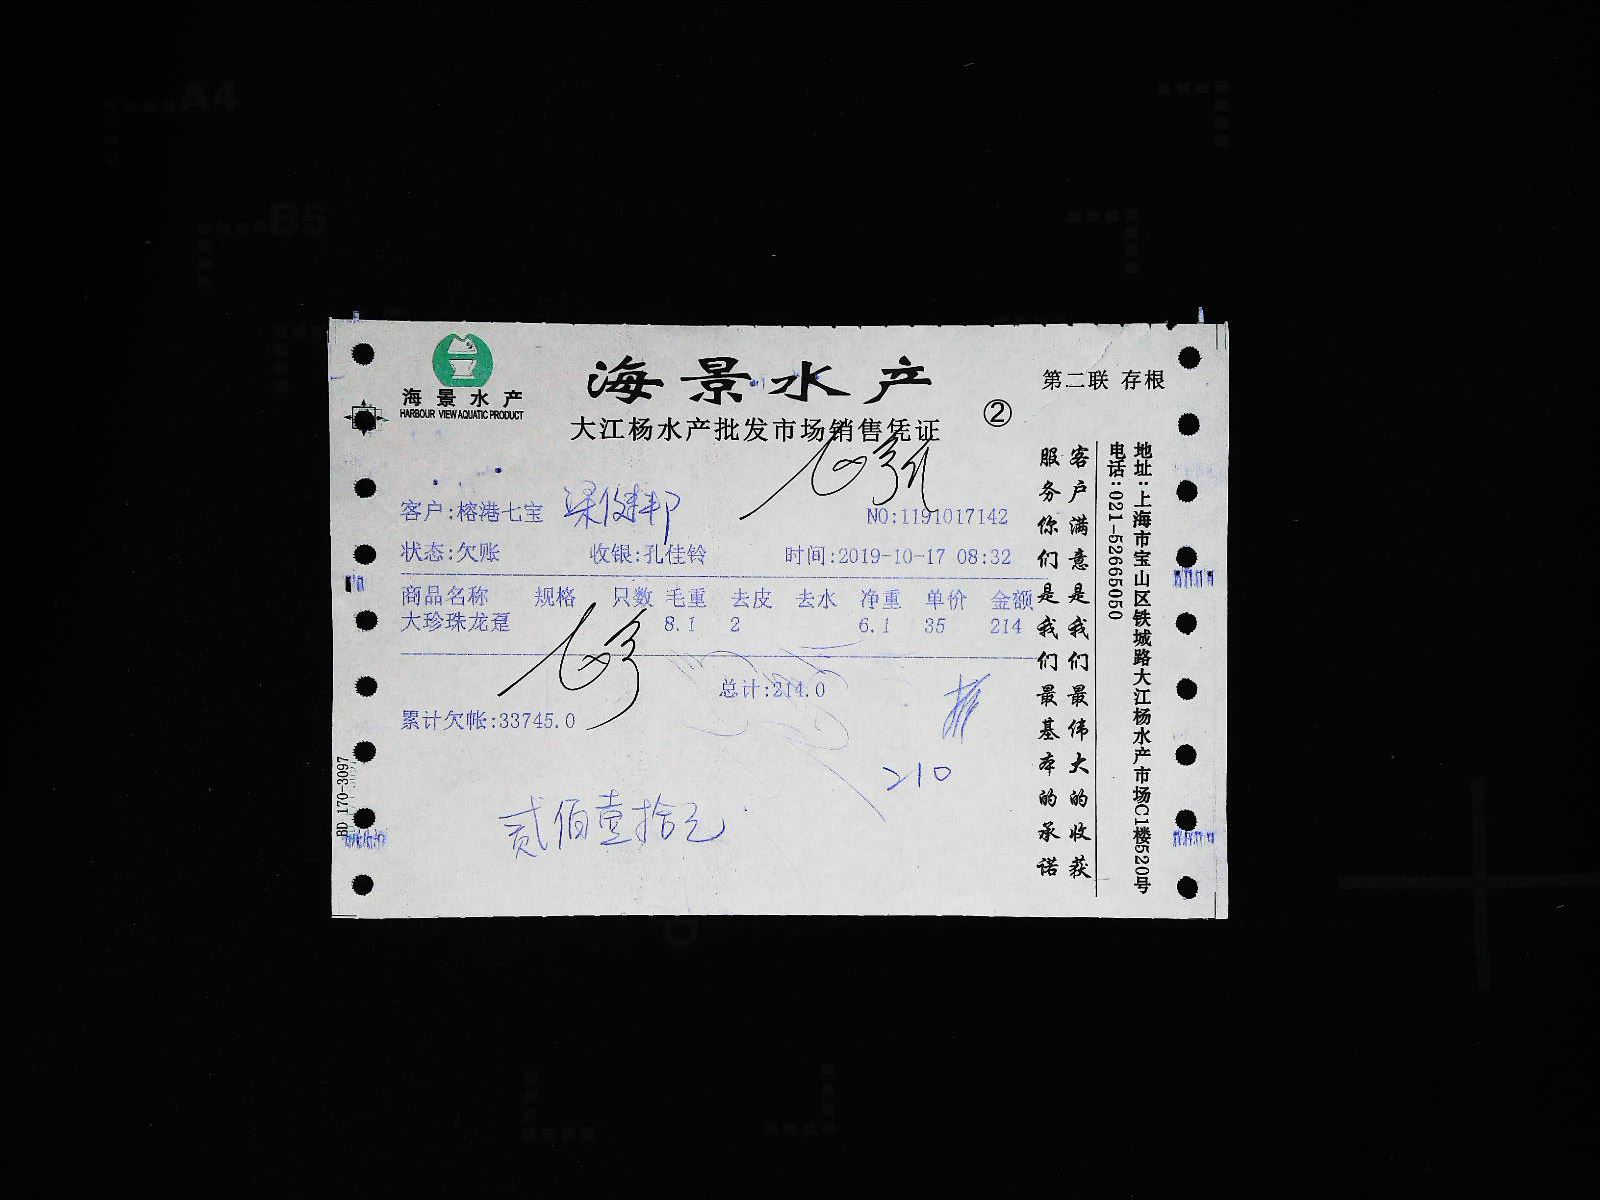 海景水产
HARBOUR VIEW AQUATIC PRODUCT
海景水产
大江杨水产批发市场销售凭证
②
第二联 存根
客户:榕港七宝 梁俊邦
NO:1191017142
状态:欠账 收银:孔佳铃 时间:2019-10-17 08:32
商品名称 规格 只数 毛重 去皮 去水 净重 单价 金额
大珍珠龙趸 8.1 2 6.1 35 214
总计:214.0
累计欠帐:33745.0
210
贰佰壹拾元
客户满意是我们最伟大的收获
服务你们是我们最基本的承诺
地址:上海市宝山区铁城路大江杨水产市场C1楼520号
电话:021-52665050
BD 170-3097
A4
B5